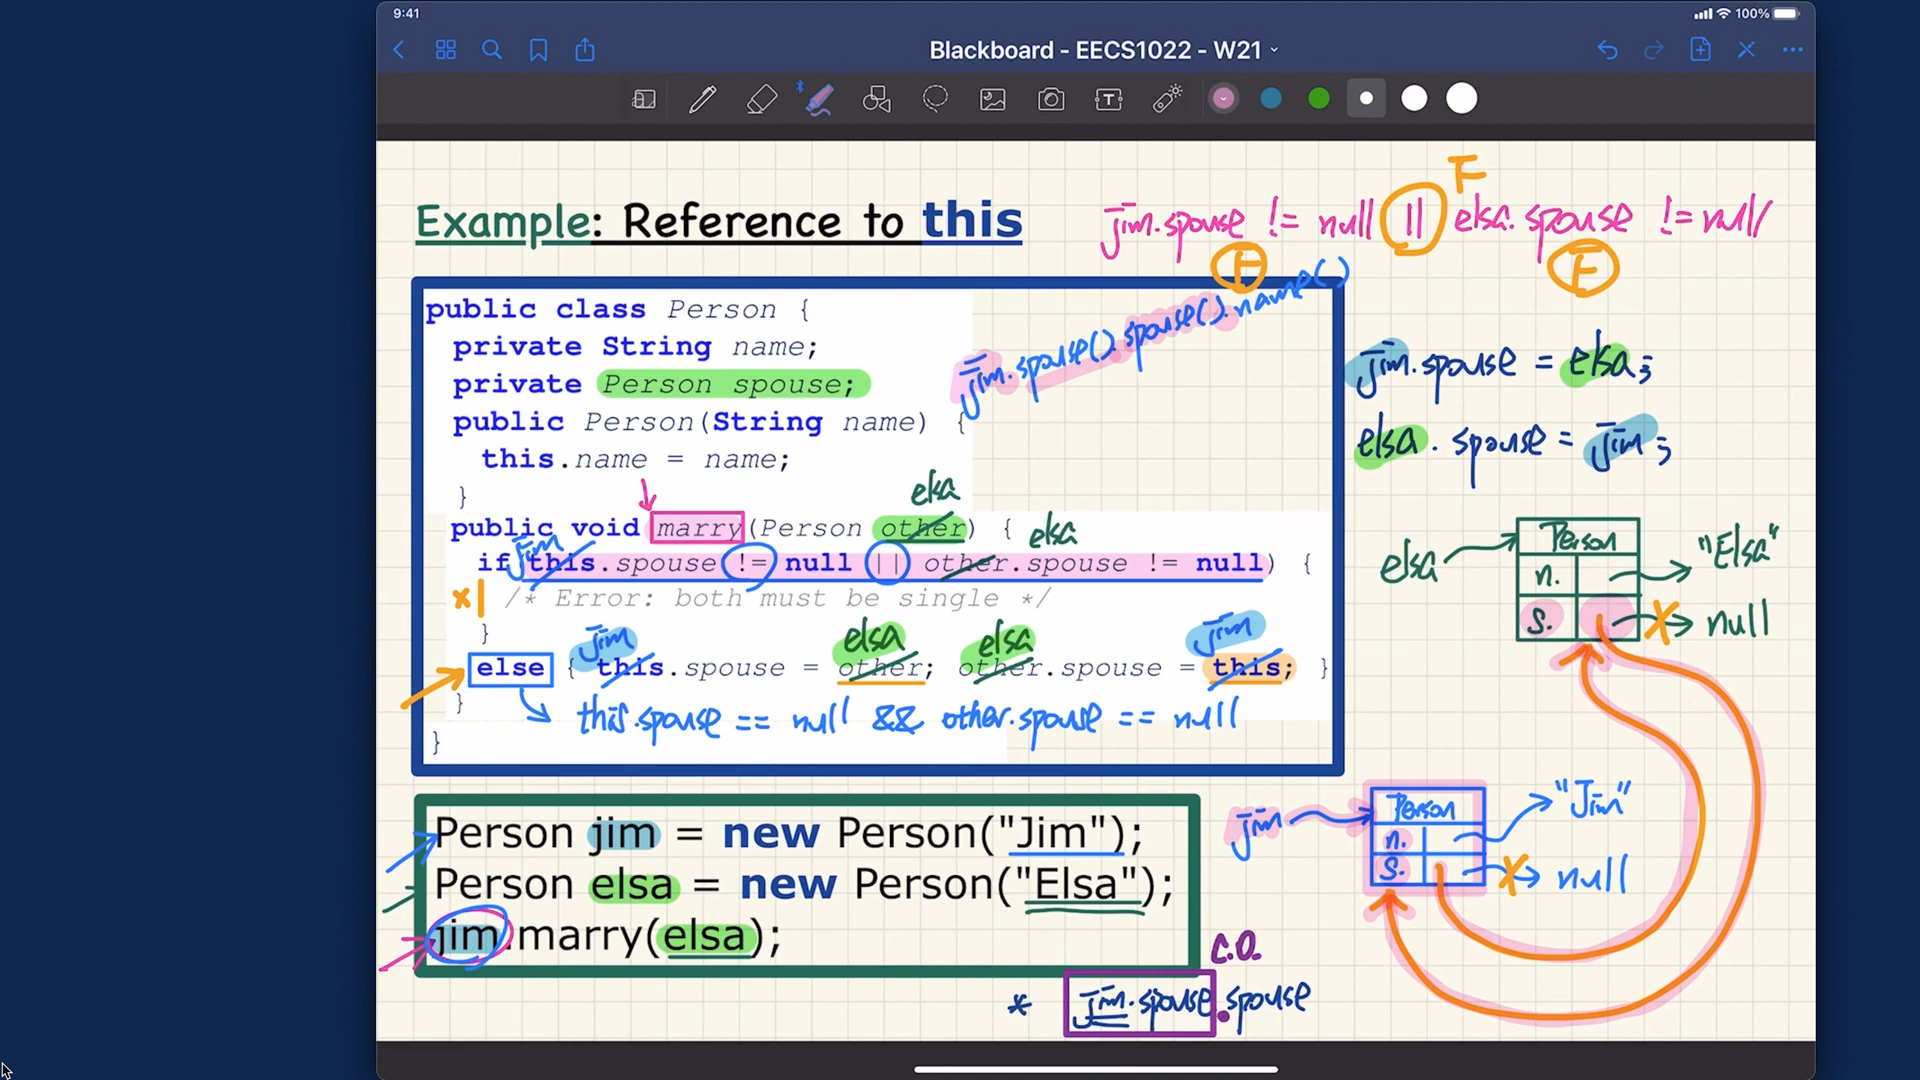 9:41
100%
Blackboard - EECS1022 - W21
F
Example: Reference to this
jim.spouse != null || elsa.spouse != null
F
F
public class Person {
private String name;
private Person spouse;
public Person(String name) {
this.name = name;
}
jim.spouse().spouse().name()
jim.spouse = elsa;
elsa.spouse = jim;
elsa
public void marry(Person other) {
elsa
Jim
if this.spouse != null || other.spouse != null) {
x /* Error: both must be single */
}
jim elsa elsa jim
else { this.spouse = other; other.spouse = this; }
}
this.spouse == null && other.spouse == null
}
elsa
Person
n.
"Elsa"
s.
X
null
Person jim = new Person("Jim");
Person elsa = new Person("Elsa");
jim.marry(elsa);
jim
Person
n.
"Jim"
s.
X
null
C.O.
* jim.spouse.spouse